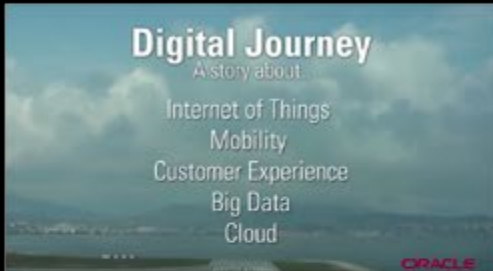 Digital Journey
A story about...
Internet of Things
Mobility
Customer Experience
Big Data
Cloud
ORACLE